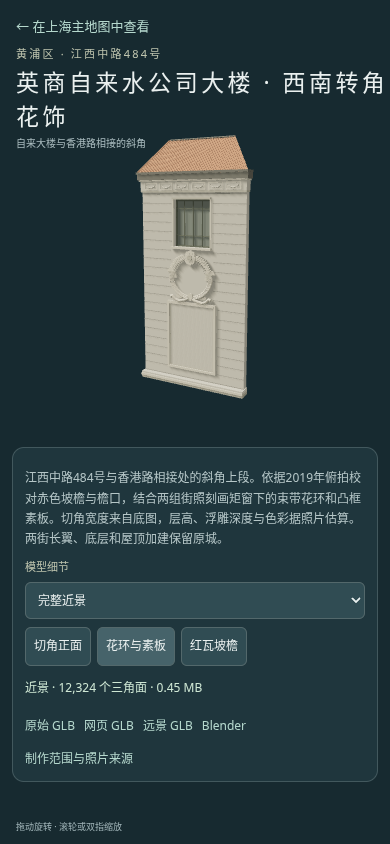 ← 在上海主地图中查看
黄浦区 · 江西中路484号
英商自来水公司大楼 · 西南转角
花饰
自来水大楼与香港路相接的斜角
江西中路484号与香港路相接处的斜角上段。依据2019年俯拍校
对赤色坡檐与檐口，结合两组街照刻画矩窗下的束带花环和凸框
素板。切角宽度来自底图，层高、浮雕深度与色彩据照片估算。
两街长翼、底层和屋顶加建保留原城。
模型细节
完整近景
切角正面 花环与素板 红瓦坡檐
近景 · 12,324 个三角面 · 0.45 MB
原始 GLB 网页 GLB 远景 GLB Blender
制作范围与照片来源
拖动旋转 · 滚轮或双指缩放